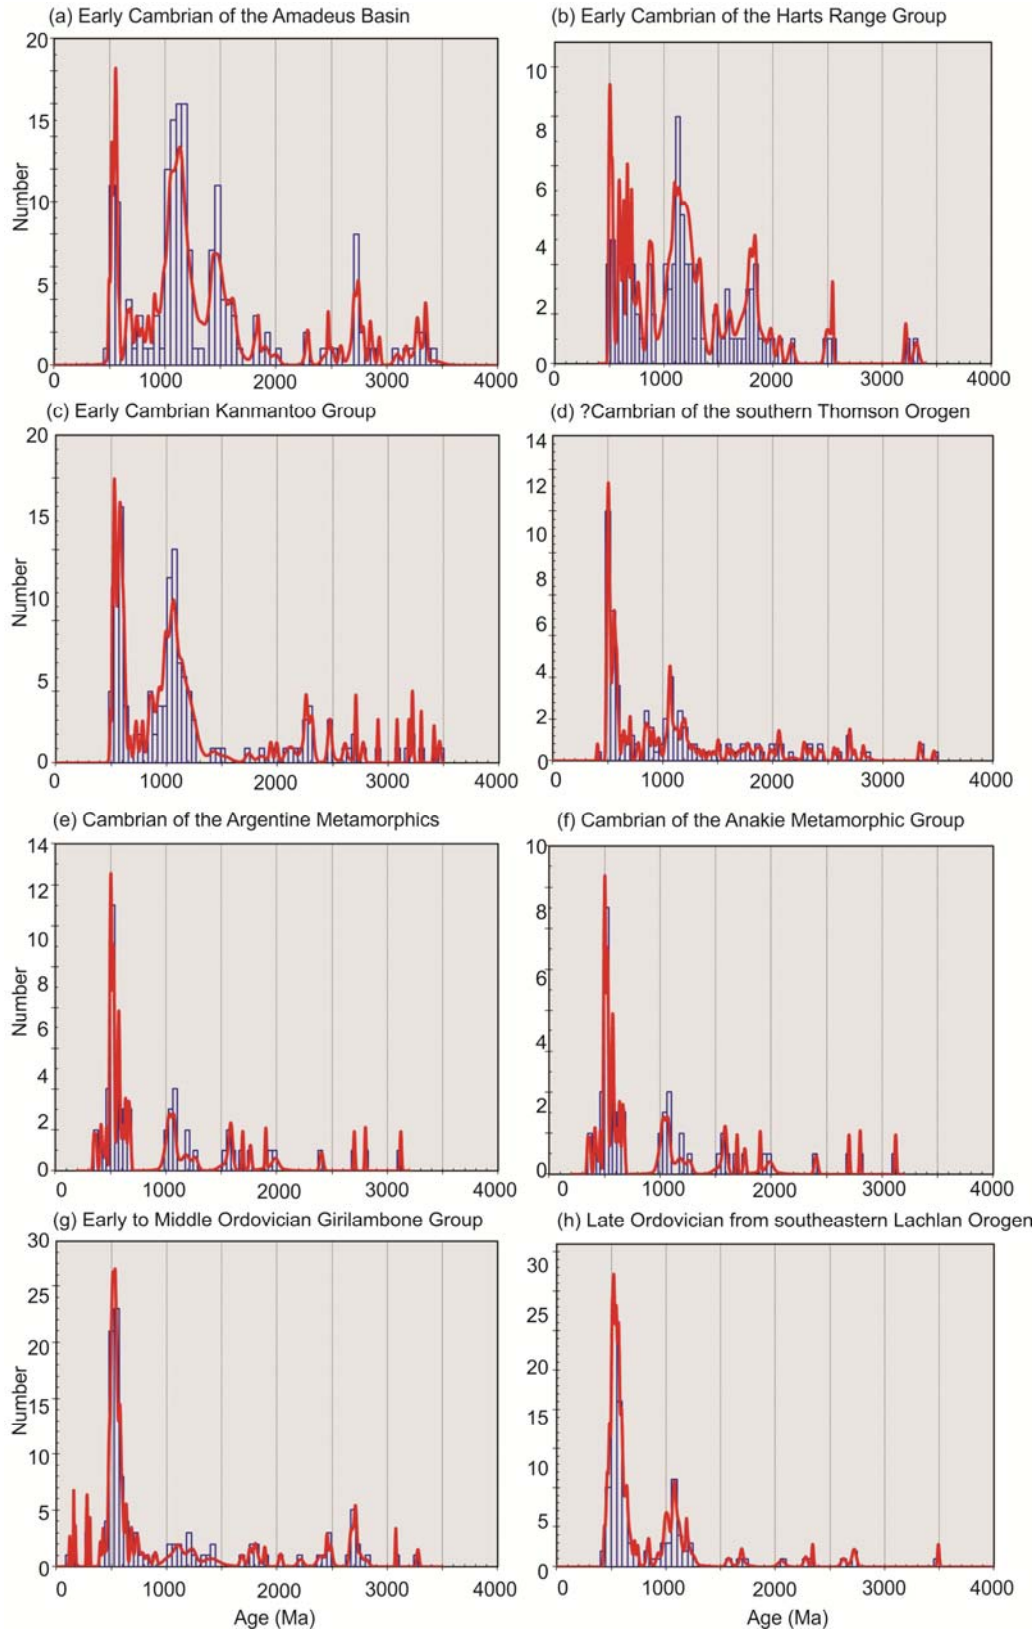 (a) Early Cambrian of the Amadeus Basin
20
15
10
5
0
Number
0 1000 2000 3000 4000
(b) Early Cambrian of the Harts Range Group
10
8
6
4
2
0
0 1000 2000 3000 4000
(c) Early Cambrian Kanmantoo Group
20
15
10
5
0
Number
0 1000 2000 3000 4000
(d) ?Cambrian of the southern Thomson Orogen
14
12
10
8
6
4
2
0
0 1000 2000 3000 4000
(e) Cambrian of the Argentine Metamorphics
14
12
10
8
6
4
2
0
Number
0 1000 2000 3000 4000
(f) Cambrian of the Anakie Metamorphic Group
10
8
6
4
2
0
0 1000 2000 3000 4000
(g) Early to Middle Ordovician Girilambone Group
30
25
20
15
10
5
0
Number
0 1000 2000 3000 4000
Age (Ma)
(h) Late Ordovician from southeastern Lachlan Orogen
30
25
20
15
10
5
0
0 1000 2000 3000 4000
Age (Ma)